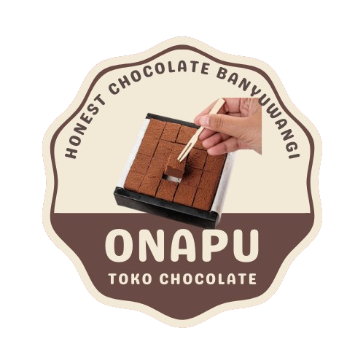 HONEST CHOCOLATE BANYUWANGI
ONAPU
TOKO CHOCOLATE